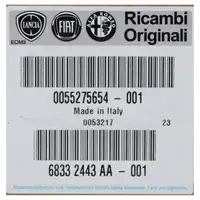 LANCIA
FIAT
Alfa Romeo
Ricambi
Originali
0055275654 -001
Made in Italy
0053217 23
6833 2443 AA -001